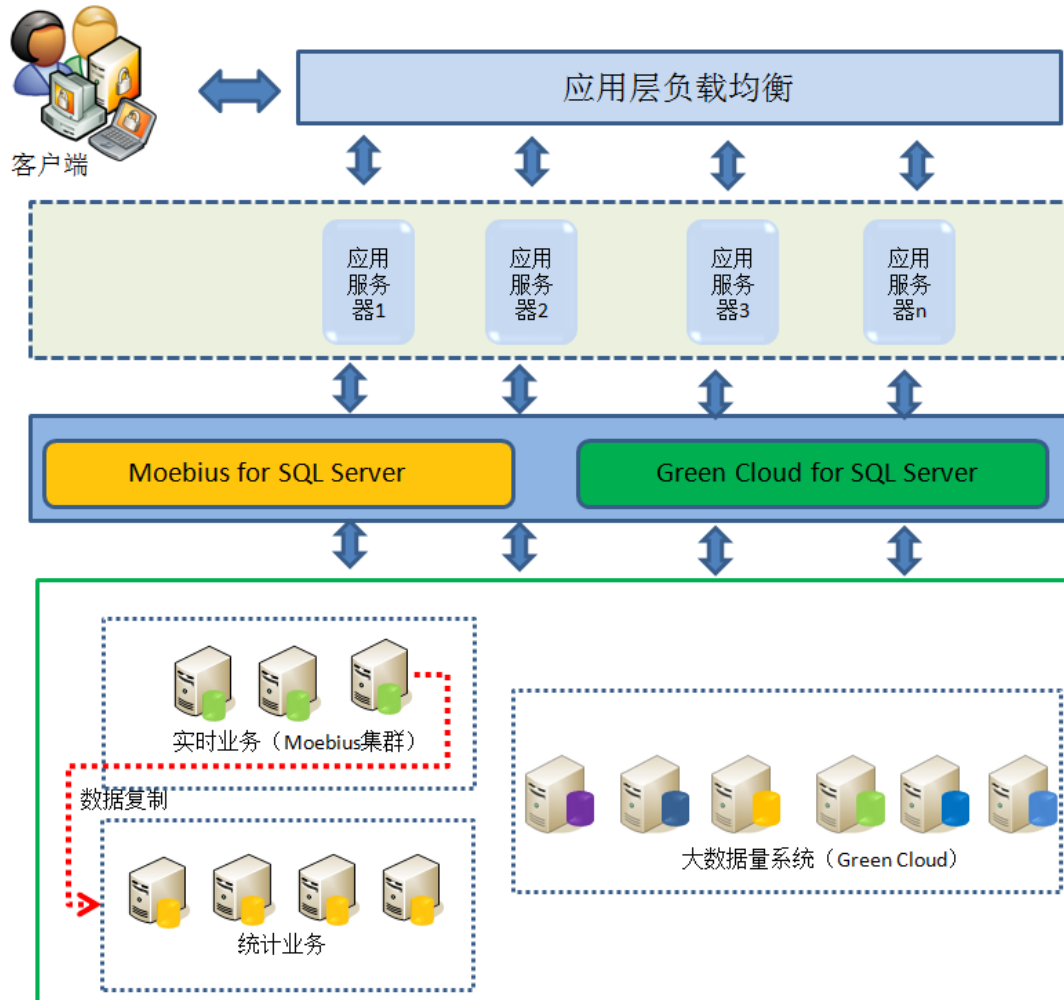 应用层负载均衡
客户端
应用
服务
器1
应用
服务
器2
应用
服务
器3
应用
服务
器n
Moebius for SQL Server
Green Cloud for SQL Server
实时业务（Moebius集群）
数据复制
统计业务
大数据量系统（Green Cloud）